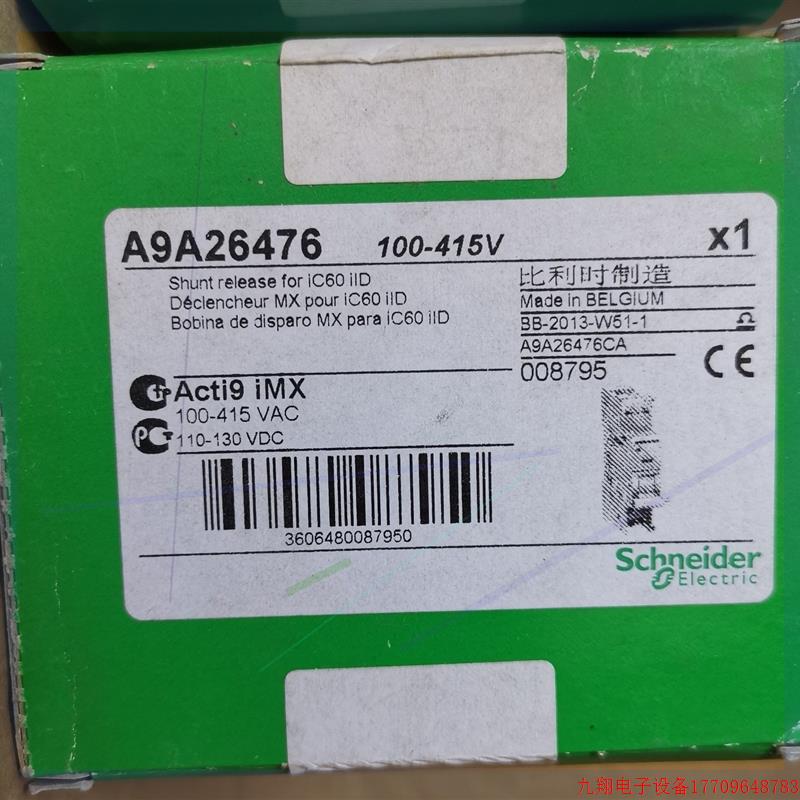 A9A26476 100-415V x1
Shunt release for iC60 iID
Déclencheur MX pour iC60 iID
Bobina de disparo MX para iC60 iID
比利时制造
Made in BELGIUM
BB-2013-W51-1
A9A26476CA
008795
CE
Acti9 iMX
100-415 VAC
110-130 VDC
3606480087950
Schneider
Electric
九翔电子设备17709648783